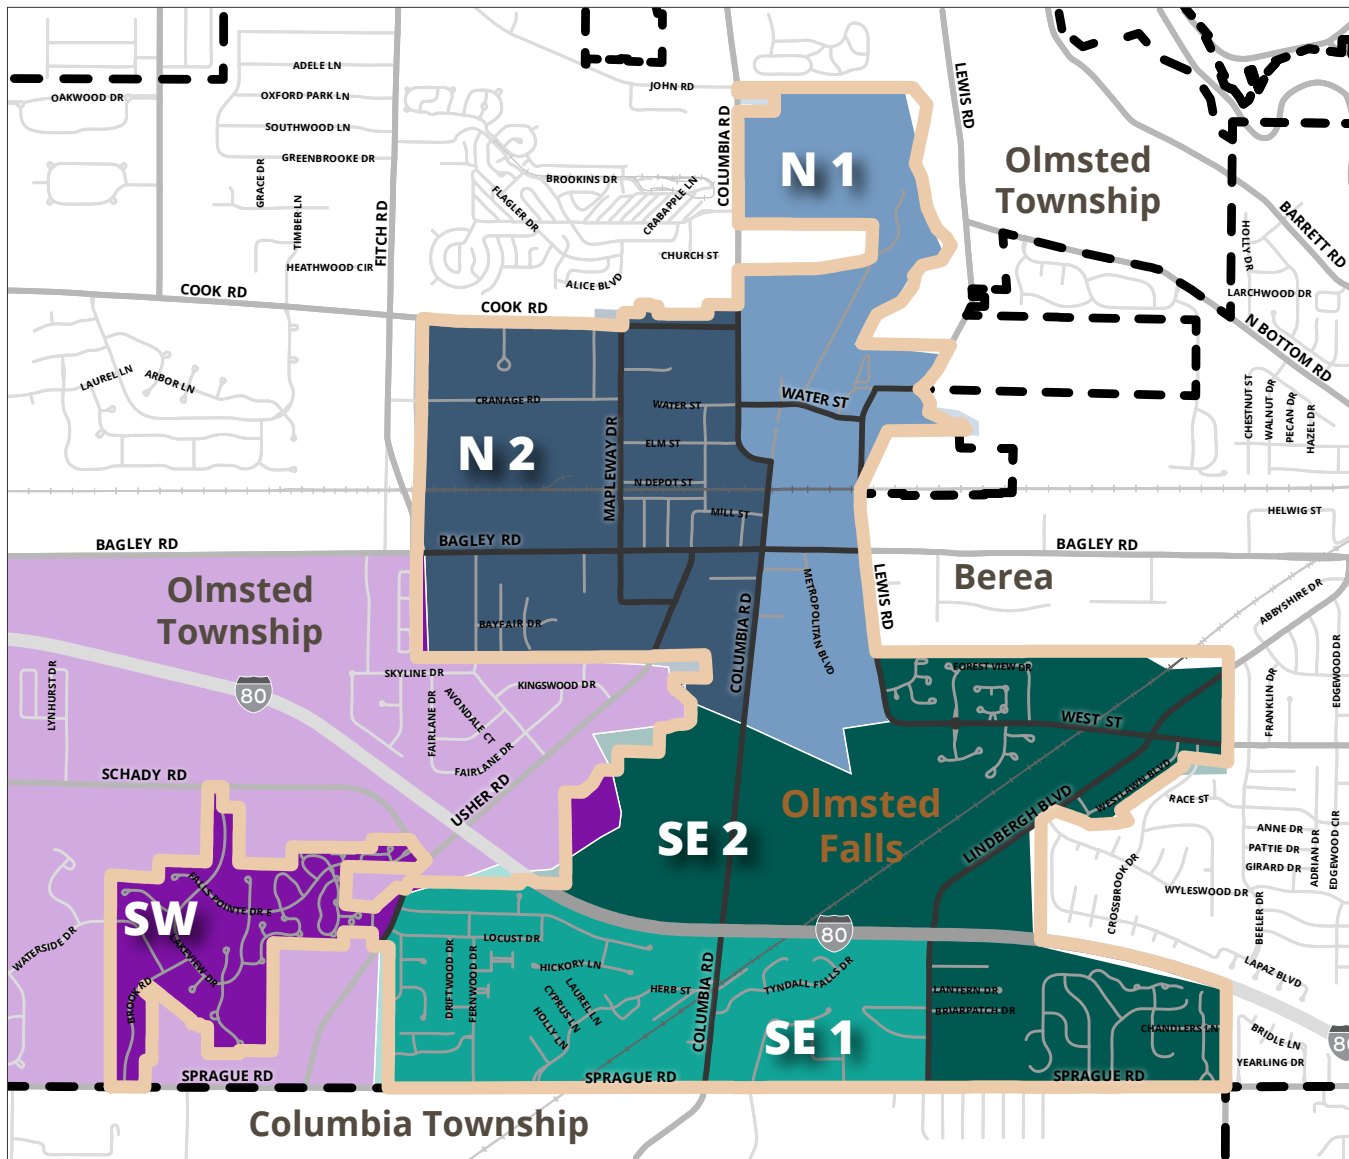 ADELE LN
OAKWOOD DR
OXFORD PARK LN
SOUTHWOOD LN
GREENBROOKE DR
GRACE DR
TIMBER LN
HEATHWOOD CIR
FITCH RD
COOK RD
COOK RD
JOHN RD
COLUMBIA RD
BROOKINS DR
FLAGLER DR
CRABAPPLE LN
CHURCH ST
ALICE BLVD
N 1
LEWIS RD
Olmsted
Township
BARRETT RD
HOLLY DR
LARCHWOOD DR
N BOTTOM RD
CHESTNUT ST
WALNUT DR
PECAN DR
HAZEL DR
LAUREL LN
ARBOR LN
CRANAGE RD
N 2
MAPLEWAY DR
WATER ST
WATER ST
ELM ST
N DEPOT ST
MILL ST
BAGLEY RD
BAGLEY RD
BAGLEY RD
HELWIG ST
Olmsted
Township
Berea
LEWIS RD
METROPOLITAN BLVD
COLUMBIA RD
BAYFAIR DR
ABBYSHIRE DR
EDGEWOOD DR
FRANKLIN DR
LYNHURST DR
80
SKYLINE DR
KINGSWOOD DR
FAIRLANE DR
AVONDALE CT
FAIRLANE DR
USHER RD
FOREST VIEW DR
WEST ST
SCHADY RD
WESTLAWN BLVD
RACE ST
LINDBERGH BLVD
Olmsted
Falls
SE 2
ANNE DR
PATTIE DR
GIRARD DR
ADRIAN DR
EDGEWOOD CIR
CROSSBROOK DR
WYLESWOOD DR
BEELER DR
FALLS POINTE DR E
SW
LAKEVIEW DR
WATERSIDE DR
BROOK RD
80
LOCUST DR
DRIFTWOOD DR
FERNWOOD DR
HICKORY LN
LAUREL LN
CYPRUS LN
HOLLY LN
HERB ST
COLUMBIA RD
TYNDALL FALLS DR
SE 1
LANTERN DR
BRIARPATCH DR
CHANDLERS LN
LAPAZ BLVD
BRIDLE LN
YEARLING DR
80
SPRAGUE RD
SPRAGUE RD
SPRAGUE RD
Columbia Township